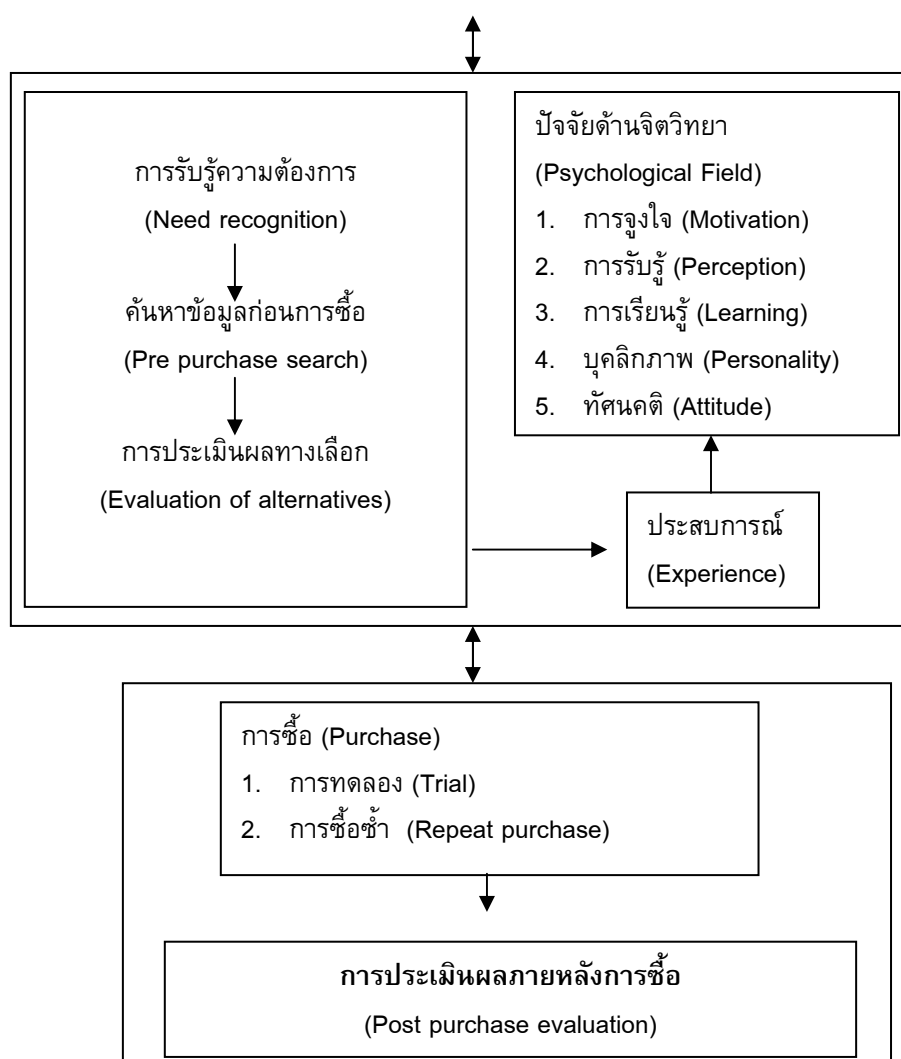 การรับรู้ความต้องการ
(Need recognition)
ค้นหาข้อมูลก่อนการซื้อ
(Pre purchase search)
การประเมินผลทางเลือก
(Evaluation of alternatives)
ปัจจัยด้านจิตวิทยา
(Psychological Field)
1. การจูงใจ (Motivation)
2. การรับรู้ (Perception)
3. การเรียนรู้ (Learning)
4. บุคลิกภาพ (Personality)
5. ทัศนคติ (Attitude)
ประสบการณ์
(Experience)
การซื้อ (Purchase)
1. การทดลอง (Trial)
2. การซื้อซ้ำ (Repeat purchase)
การประเมินผลภายหลังการซื้อ
(Post purchase evaluation)